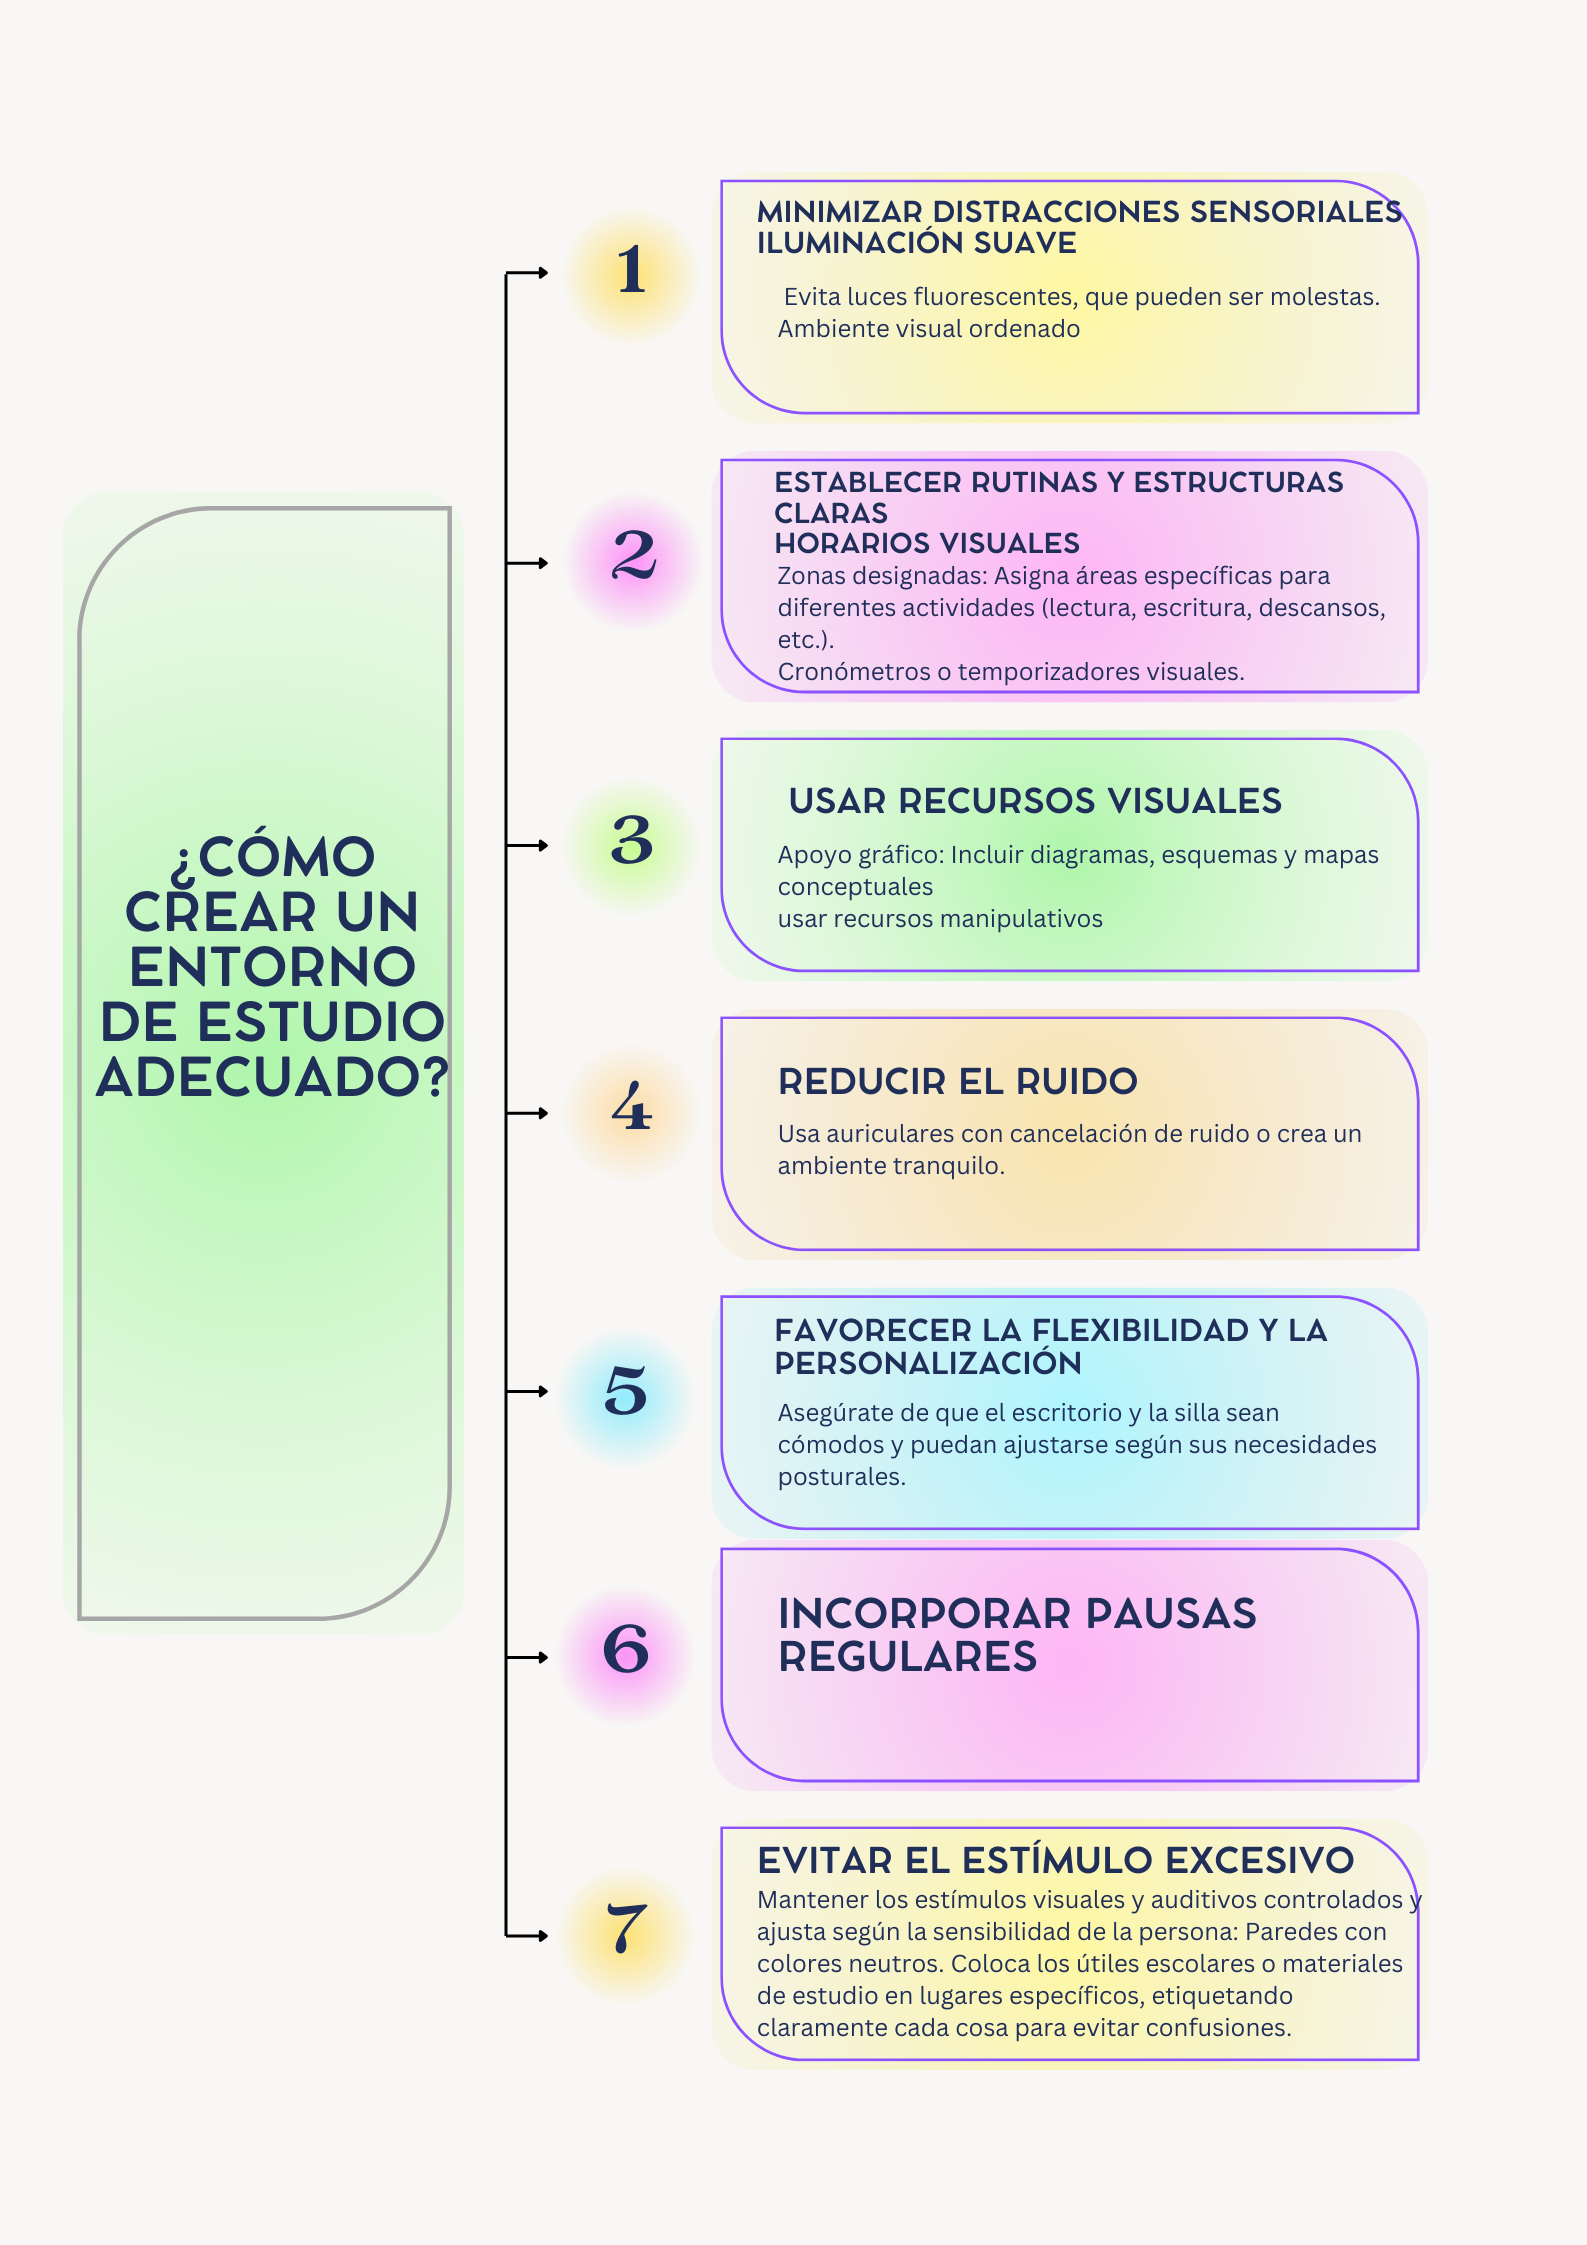 ¿CÓMO
CREAR UN
ENTORNO
DE ESTUDIO
ADECUADO?
1
MINIMIZAR DISTRACCIONES SENSORIALES
ILUMINACIÓN SUAVE
Evita luces fluorescentes, que pueden ser molestas.
Ambiente visual ordenado
2
ESTABLECER RUTINAS Y ESTRUCTURAS
CLARAS
HORARIOS VISUALES
Zonas designadas: Asigna áreas específicas para
diferentes actividades (lectura, escritura, descansos,
etc.).
Cronómetros o temporizadores visuales.
3
USAR RECURSOS VISUALES
Apoyo gráfico: Incluir diagramas, esquemas y mapas
conceptuales
usar recursos manipulativos
4
REDUCIR EL RUIDO
Usa auriculares con cancelación de ruido o crea un
ambiente tranquilo.
5
FAVORECER LA FLEXIBILIDAD Y LA
PERSONALIZACIÓN
Asegúrate de que el escritorio y la silla sean
cómodos y puedan ajustarse según sus necesidades
posturales.
6
INCORPORAR PAUSAS
REGULARES
7
EVITAR EL ESTÍMULO EXCESIVO
Mantener los estímulos visuales y auditivos controlados y
ajusta según la sensibilidad de la persona: Paredes con
colores neutros. Coloca los útiles escolares o materiales
de estudio en lugares específicos, etiquetando
claramente cada cosa para evitar confusiones.